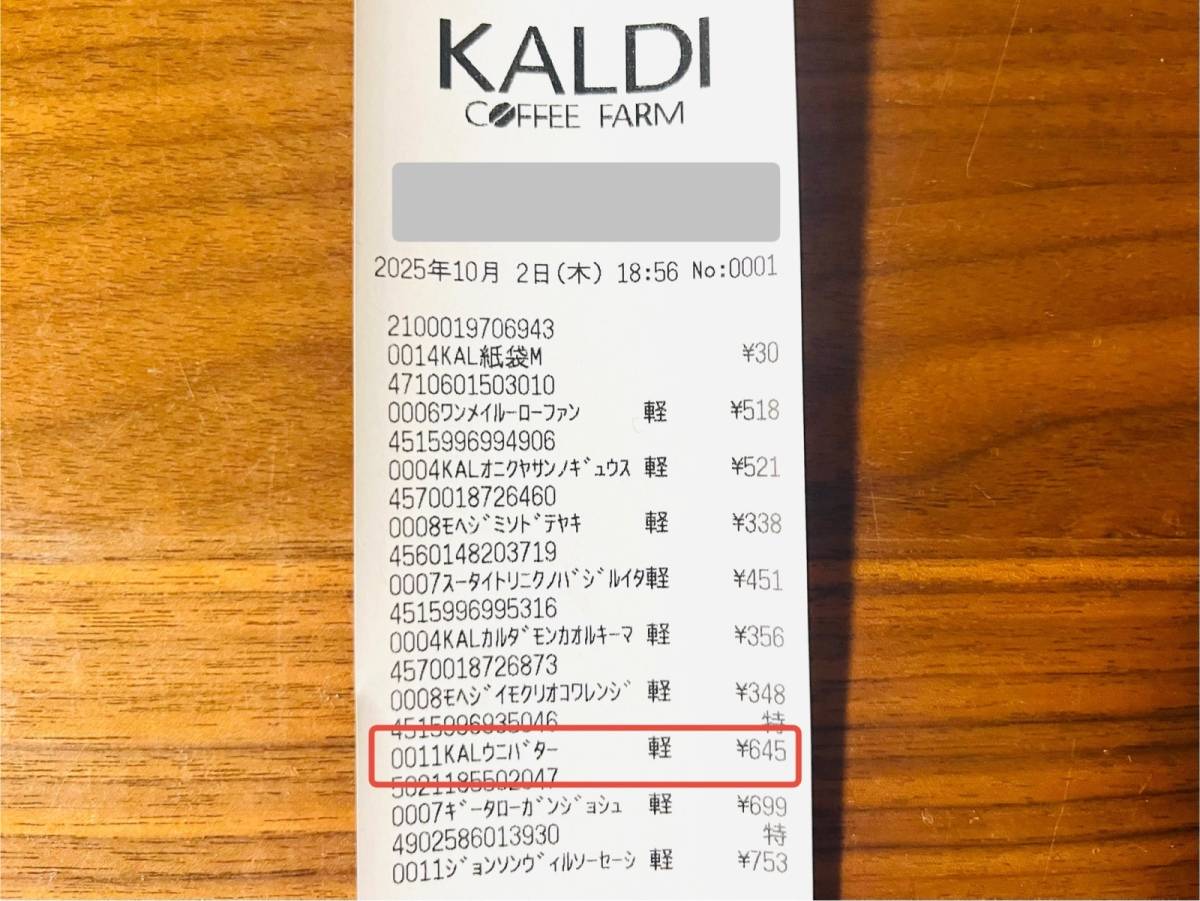 KALDI
COFFEE FARM
2025年10月 2日(木) 18:56 No:0001
2100019706943
0014KAL紙袋M ¥30
4710601503010
0006ワンメイルーローファン 軽 ¥518
4515996994906
0004KALオニクヤサンノギュウス 軽 ¥521
4570018726460
0008モヘジミソドテヤキ 軽 ¥338
4560148203719
0007スータイトリニクノバジルイタ軽 ¥451
4515996995316
0004KALカルダモンカオルキーマ 軽 ¥356
4570018726873
0008モヘジイモクリオコワレンジ 軽 ¥348
4515996935046 特
0011KALウニバター 軽 ¥645
5021185502047
0007ギータローガンジョシュ 軽 ¥699
4902586013930 特
0011ジョンソンヴィルソーセーシ 軽 ¥753